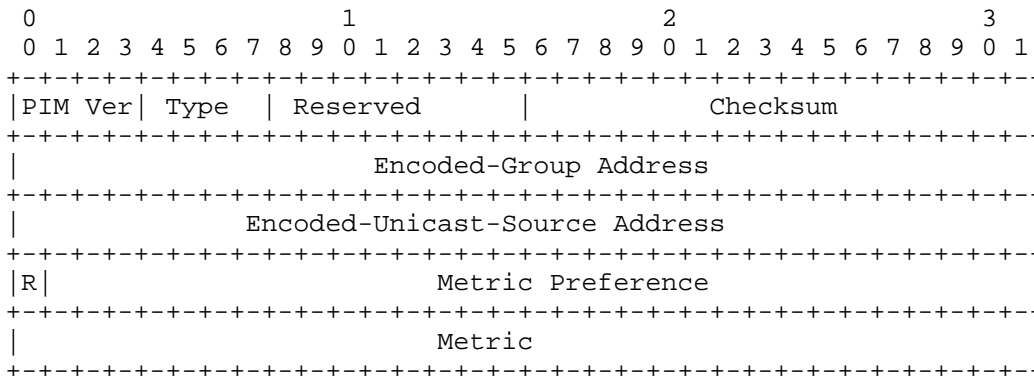 0                   1                   2                   3
 0 1 2 3 4 5 6 7 8 9 0 1 2 3 4 5 6 7 8 9 0 1 2 3 4 5 6 7 8 9 0 1
+-+-+-+-+-+-+-+-+-+-+-+-+-+-+-+-+-+-+-+-+-+-+-+-+-+-+-+-+-+-+-+-
|PIM Ver| Type  | Reserved      |           Checksum
+-+-+-+-+-+-+-+-+-+-+-+-+-+-+-+-+-+-+-+-+-+-+-+-+-+-+-+-+-+-+-+-
|                      Encoded-Group Address
+-+-+-+-+-+-+-+-+-+-+-+-+-+-+-+-+-+-+-+-+-+-+-+-+-+-+-+-+-+-+-+-
|              Encoded-Unicast-Source Address
+-+-+-+-+-+-+-+-+-+-+-+-+-+-+-+-+-+-+-+-+-+-+-+-+-+-+-+-+-+-+-+-
|R|                        Metric Preference
+-+-+-+-+-+-+-+-+-+-+-+-+-+-+-+-+-+-+-+-+-+-+-+-+-+-+-+-+-+-+-+-
|                          Metric
+-+-+-+-+-+-+-+-+-+-+-+-+-+-+-+-+-+-+-+-+-+-+-+-+-+-+-+-+-+-+-+-